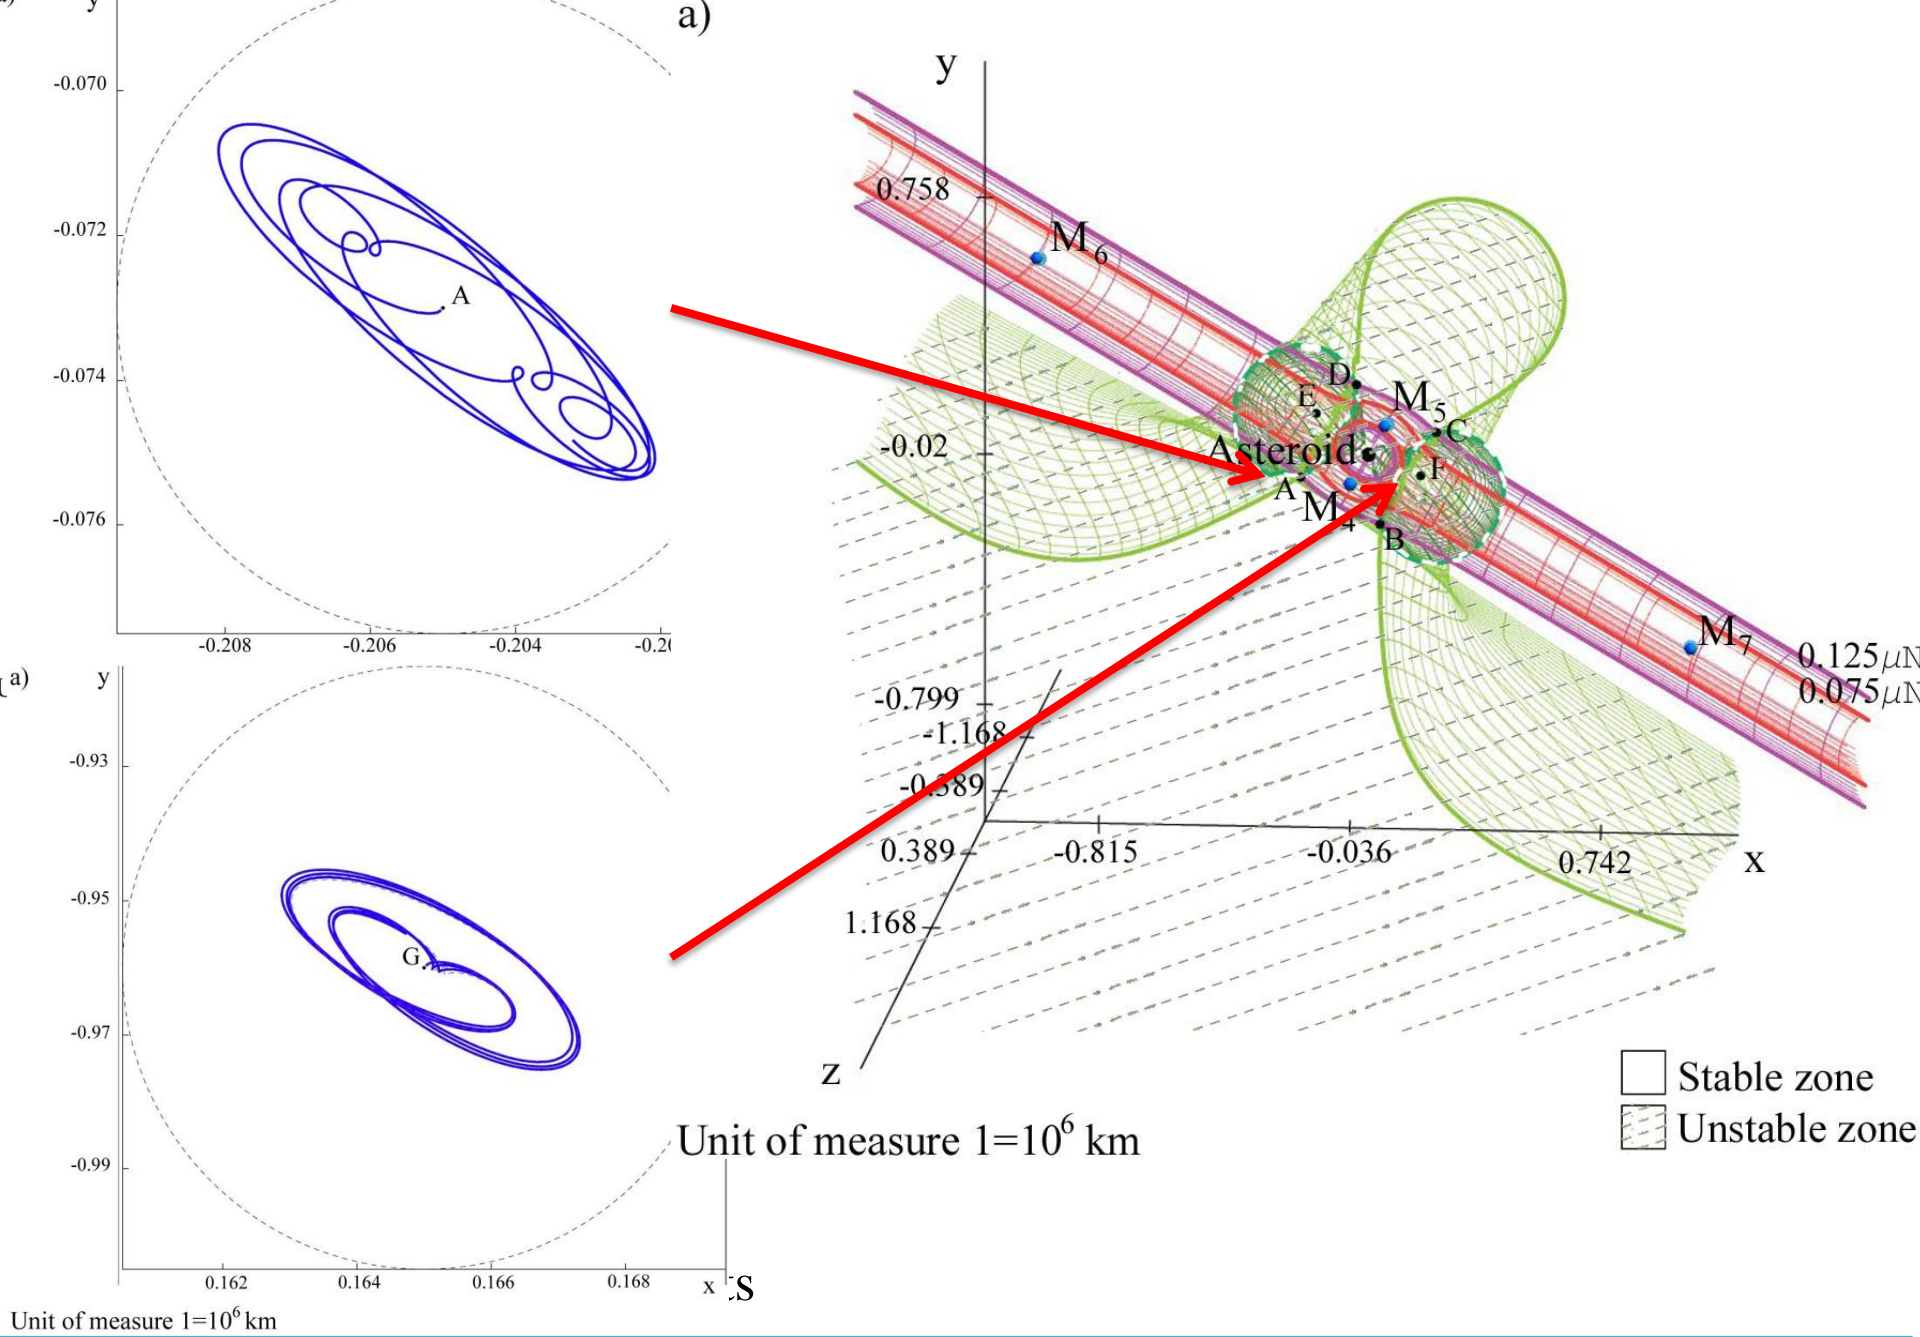 y
-0.070
-0.072
-0.074
-0.076
A
-0.208
-0.206
-0.204
a)
y
-0.93
-0.95
-0.97
-0.99
G
0.162
0.164
0.166
0.168
x
Unit of measure 1=10⁶ km
a)
y
0.758
-0.02
-0.799
-1.168
-0.389
0.389
1.168
z
-0.815
-0.036
0.742
x
M₆
D
E
M₅
C
Asteroid
F
A
M₄
B
M₇
0.125μN
0.075μN
Stable zone
Unstable zone
Unit of measure 1=10⁶ km